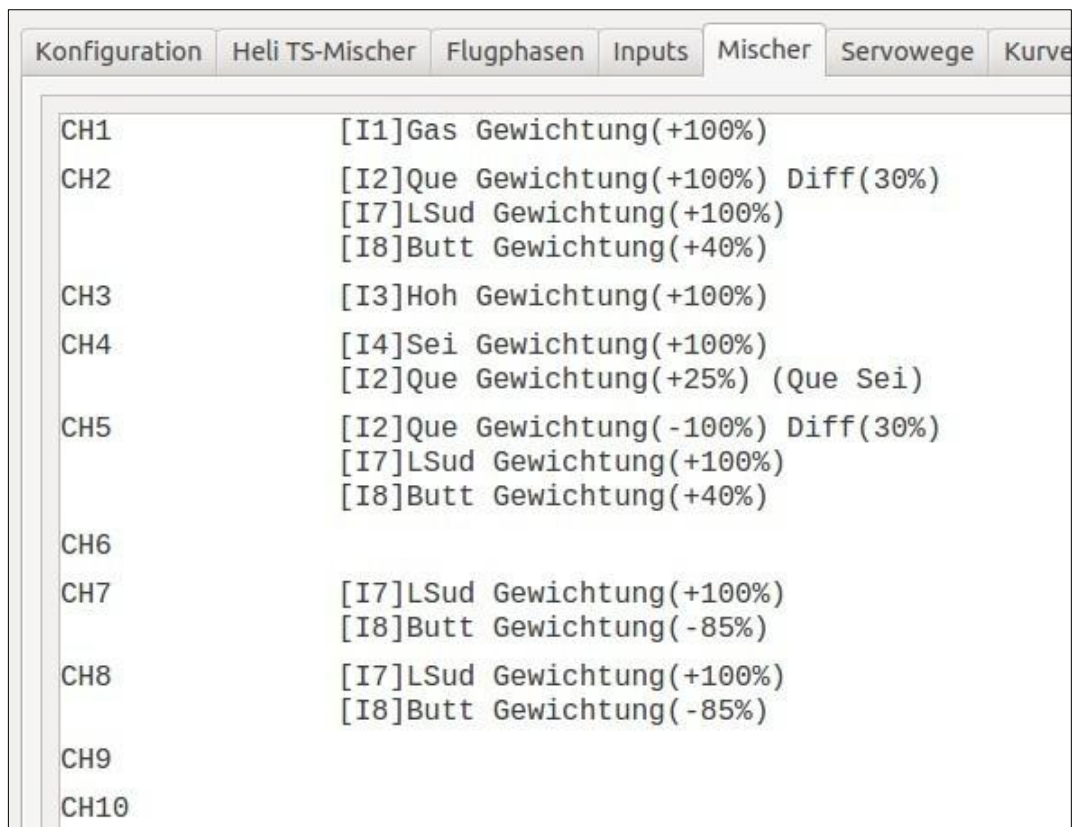 Konfiguration Heli TS-Mischer Flugphasen Inputs Mischer Servowege Kurve
CH1 [I1]Gas Gewichtung(+100%)
CH2 [I2]Que Gewichtung(+100%) Diff(30%)
[I7]LSud Gewichtung(+100%)
[I8]Butt Gewichtung(+40%)
CH3 [I3]Hoh Gewichtung(+100%)
CH4 [I4]Sei Gewichtung(+100%)
[I2]Que Gewichtung(+25%) (Que Sei)
CH5 [I2]Que Gewichtung(-100%) Diff(30%)
[I7]LSud Gewichtung(+100%)
[I8]Butt Gewichtung(+40%)
CH6
CH7 [I7]LSud Gewichtung(+100%)
[I8]Butt Gewichtung(-85%)
CH8 [I7]LSud Gewichtung(+100%)
[I8]Butt Gewichtung(-85%)
CH9
CH10